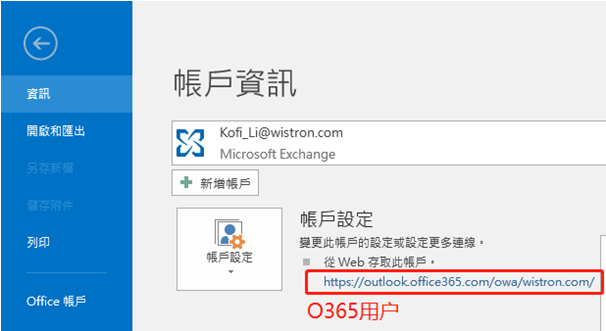 資訊
開啟和匯出
另存新檔
儲存附件
列印
Office 帳戶
帳戶資訊
Kofi_Li@wistron.com
Microsoft Exchange
新增帳戶
帳戶設定
帳戶設定
變更此帳戶的設定或設定更多連線。
從 Web 存取此帳戶。
https://outlook.office365.com/owa/wistron.com/
O365用户